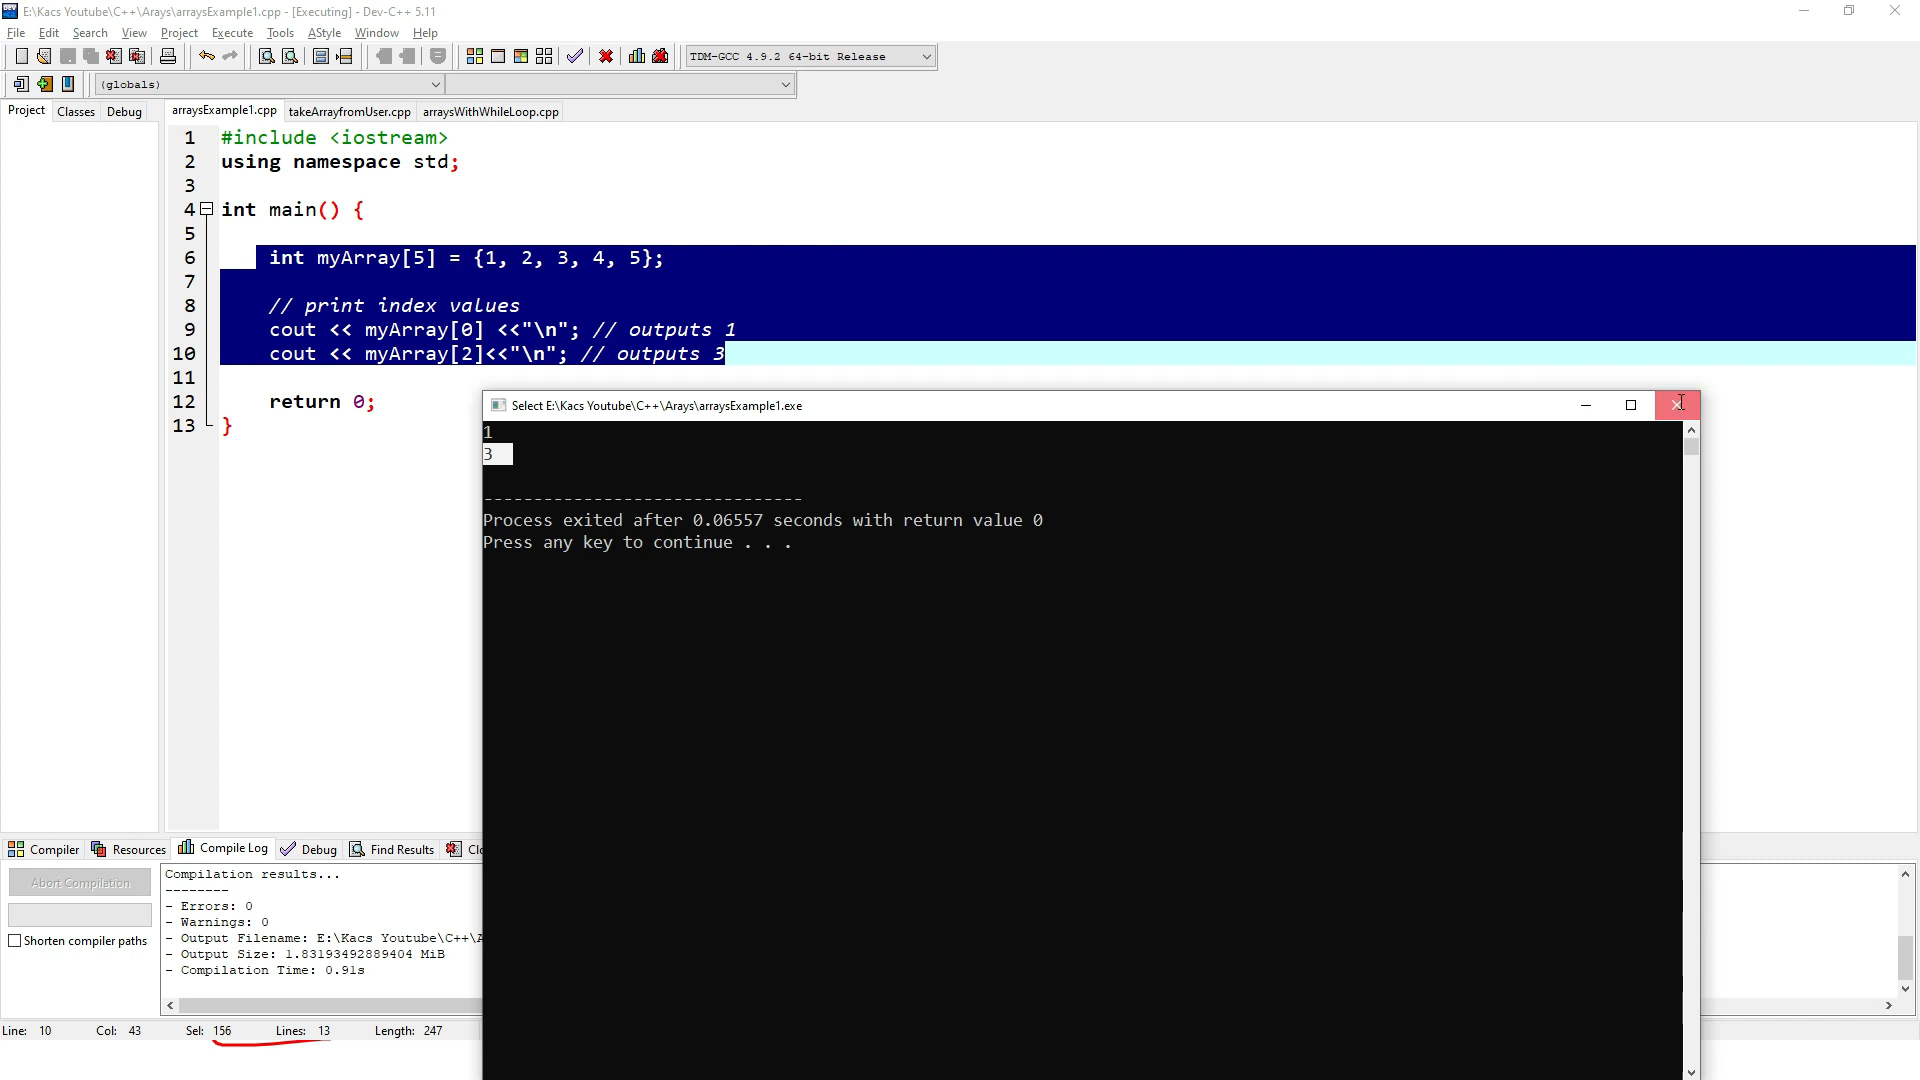 E:\Kacs Youtube\C++\Arays\arraysExample1.cpp - [Executing] - Dev-C++ 5.11
File Edit Search View Project Execute Tools AStyle Window Help
TDM-GCC 4.9.2 64-bit Release
(globals)
Project Classes Debug arraysExample1.cpp takeArrayfromUser.cpp arraysWithWhileLoop.cpp
1 #include <iostream>
2 using namespace std;
3
4 int main() {
5
6 int myArray[5] = {1, 2, 3, 4, 5};
7
8 // print index values
9 cout << myArray[0] <<"\n"; // outputs 1
10 cout << myArray[2]<<"\n"; // outputs 3
11
12 return 0;
13 }
Select E:\Kacs Youtube\C++\Arays\arraysExample1.exe
1
3
--------------------------------
Process exited after 0.06557 seconds with return value 0
Press any key to continue . . .
Compiler Resources Compile Log Debug Find Results Clo
Abort Compilation
Shorten compiler paths
Compilation results...
--------
- Errors: 0
- Warnings: 0
- Output Filename: E:\Kacs Youtube\C++\A
- Output Size: 1.83193492889404 MiB
- Compilation Time: 0.91s
Line: 10 Col: 43 Sel: 156 Lines: 13 Length: 247